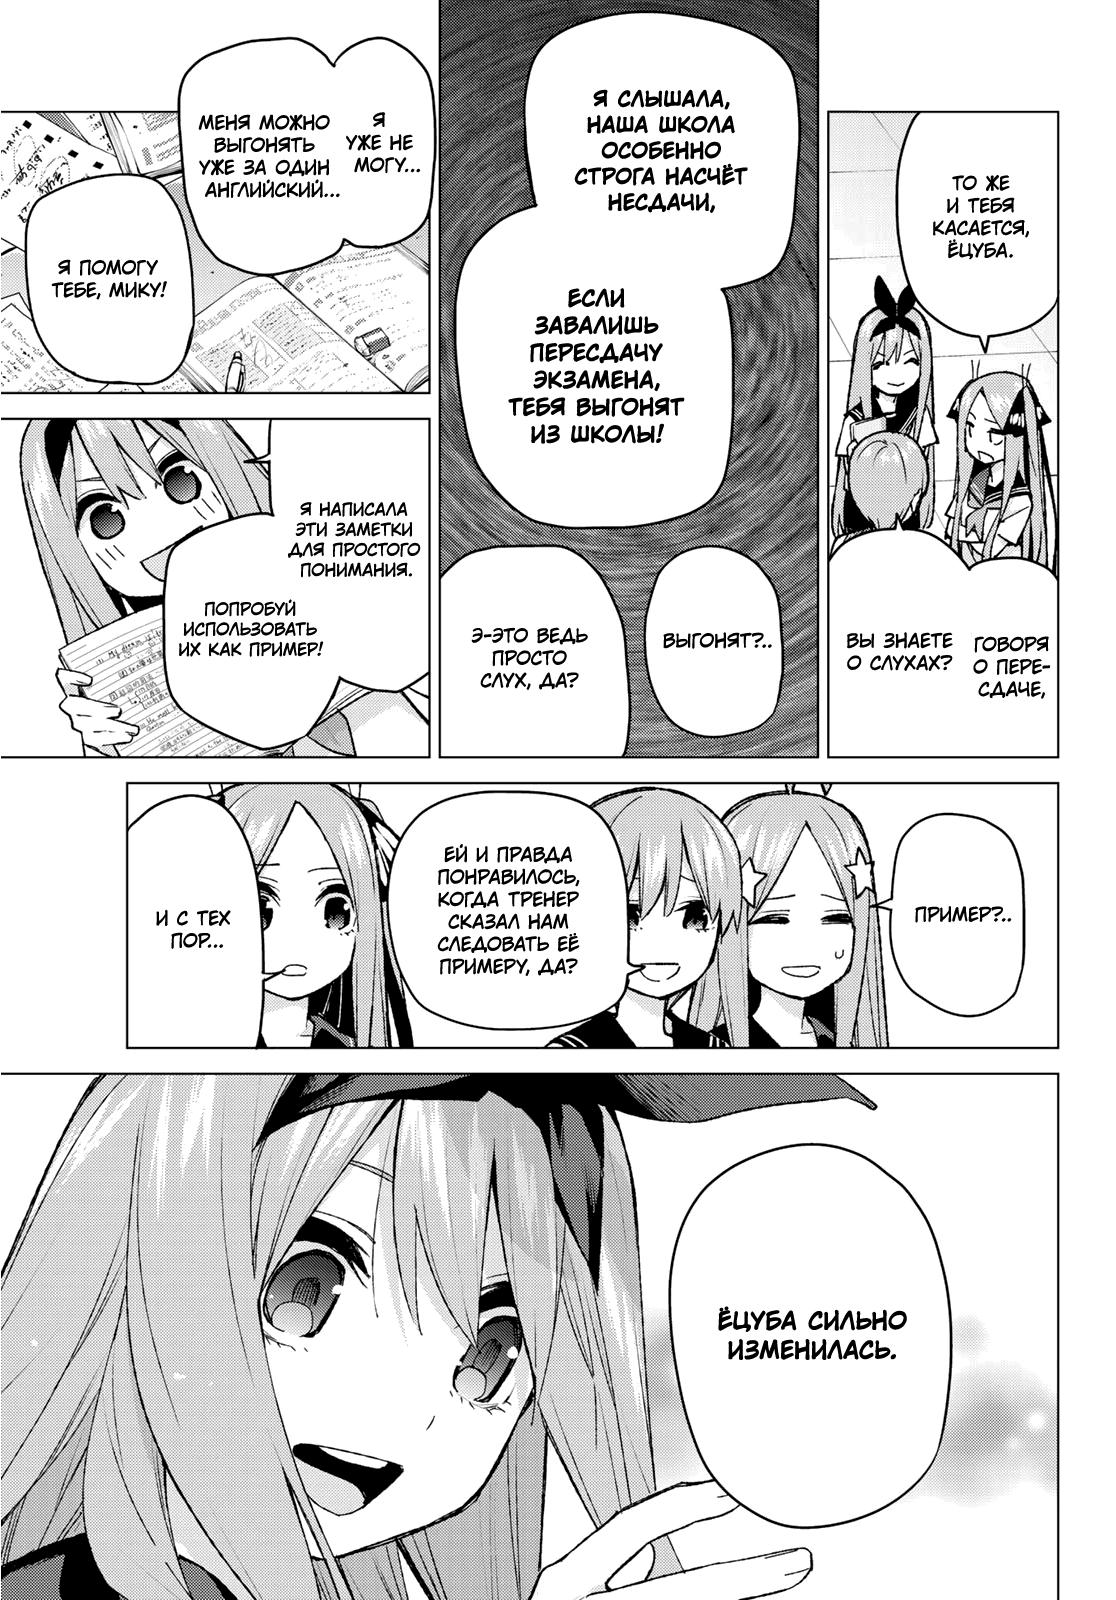 ТО ЖЕ
И ТЕБЯ
КАСАЕТСЯ,
ЁЦУБА.
ГОВОРЯ
О ПЕРЕ-
СДАЧЕ,
ВЫ ЗНАЕТЕ
О СЛУХАХ?
Я СЛЫШАЛА,
НАША ШКОЛА
ОСОБЕННО
СТРОГА НАСЧЁТ
НЕСДАЧИ,
ЕСЛИ
ЗАВАЛИШЬ
ПЕРЕСДАЧУ
ЭКЗАМЕНА,
ТЕБЯ ВЫГОНЯТ
ИЗ ШКОЛЫ!
ВЫГОНЯТ?..
Э-ЭТО ВЕДЬ
ПРОСТО
СЛУХ, ДА?
Я
УЖЕ НЕ
МОГУ...
МЕНЯ МОЖНО
ВЫГОНЯТЬ
УЖЕ ЗА ОДИН
АНГЛИЙСКИЙ...
Я ПОМОГУ
ТЕБЕ, МИКУ!
Я НАПИСАЛА
ЭТИ ЗАМЕТКИ
ДЛЯ ПРОСТОГО
ПОНИМАНИЯ.
ПОПРОБУЙ
ИСПОЛЬЗОВАТЬ
ИХ КАК ПРИМЕР!
ПРИМЕР?..
ЕЙ И ПРАВДА
ПОНРАВИЛОСЬ,
КОГДА ТРЕНЕР
СКАЗАЛ НАМ
СЛЕДОВАТЬ ЕЁ
ПРИМЕРУ, ДА?
И С ТЕХ
ПОР...
ЁЦУБА СИЛЬНО
ИЗМЕНИЛАСЬ.